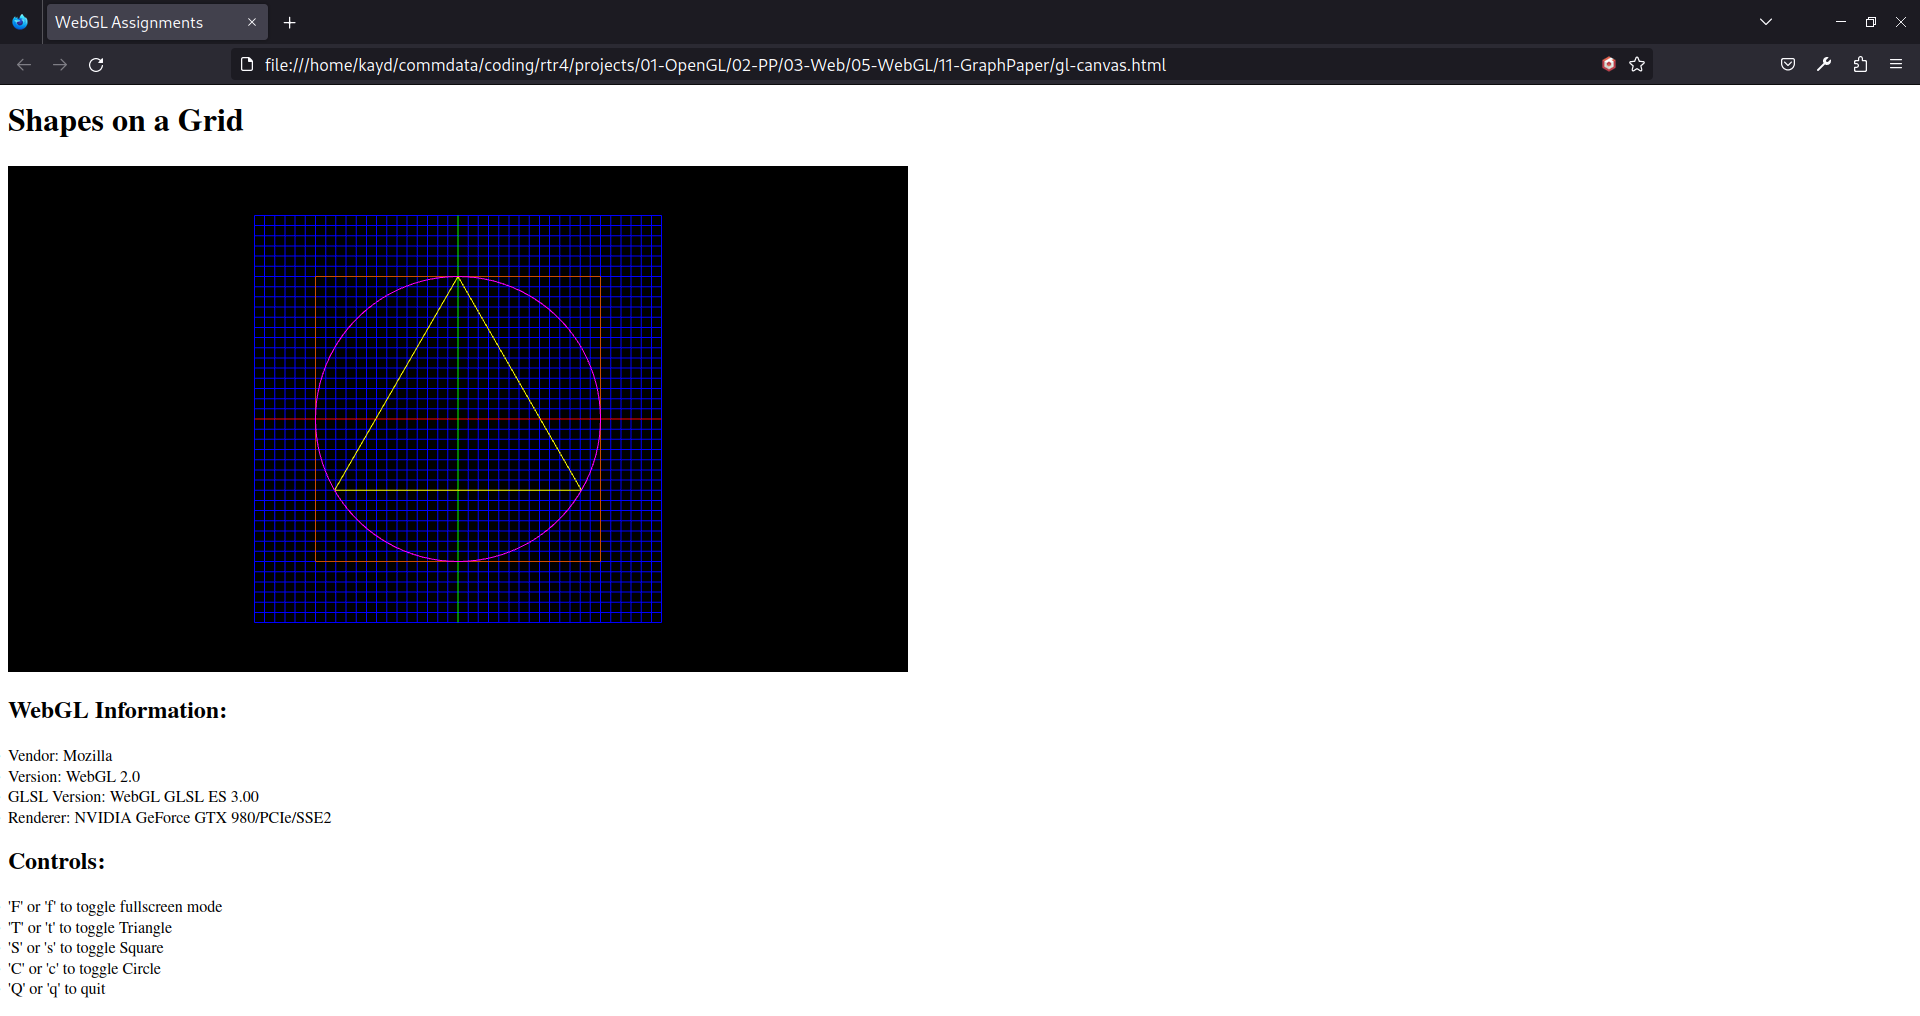 WebGL Assignments
file:///home/kayd/commdata/coding/rtr4/projects/01-OpenGL/02-PP/03-Web/05-WebGL/11-GraphPaper/gl-canvas.html
Shapes on a Grid
WebGL Information:
Vendor: Mozilla
Version: WebGL 2.0
GLSL Version: WebGL GLSL ES 3.00
Renderer: NVIDIA GeForce GTX 980/PCIe/SSE2
Controls:
'F' or 'f' to toggle fullscreen mode
'T' or 't' to toggle Triangle
'S' or 's' to toggle Square
'C' or 'c' to toggle Circle
'Q' or 'q' to quit